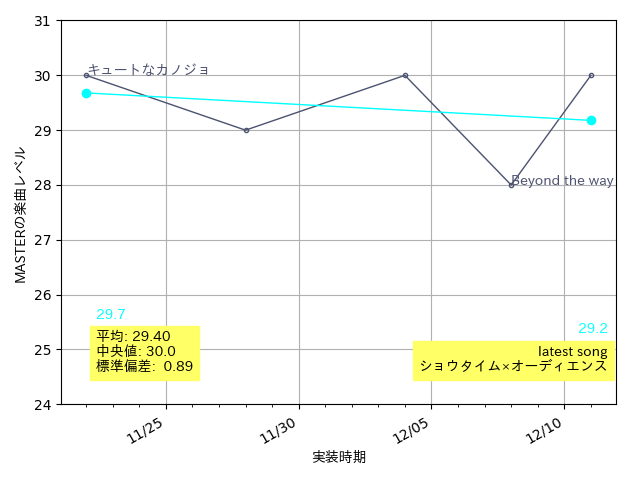 31
30
29
28
27
26
25
24
MASTERの楽曲レベル
キュートなカノジョ
Beyond the way
29.7
平均: 29.40
中央値: 30.0
標準偏差: 0.89
29.2
latest song
ショウタイム×オーディエンス
11/25
11/30
12/05
12/10
実装時期